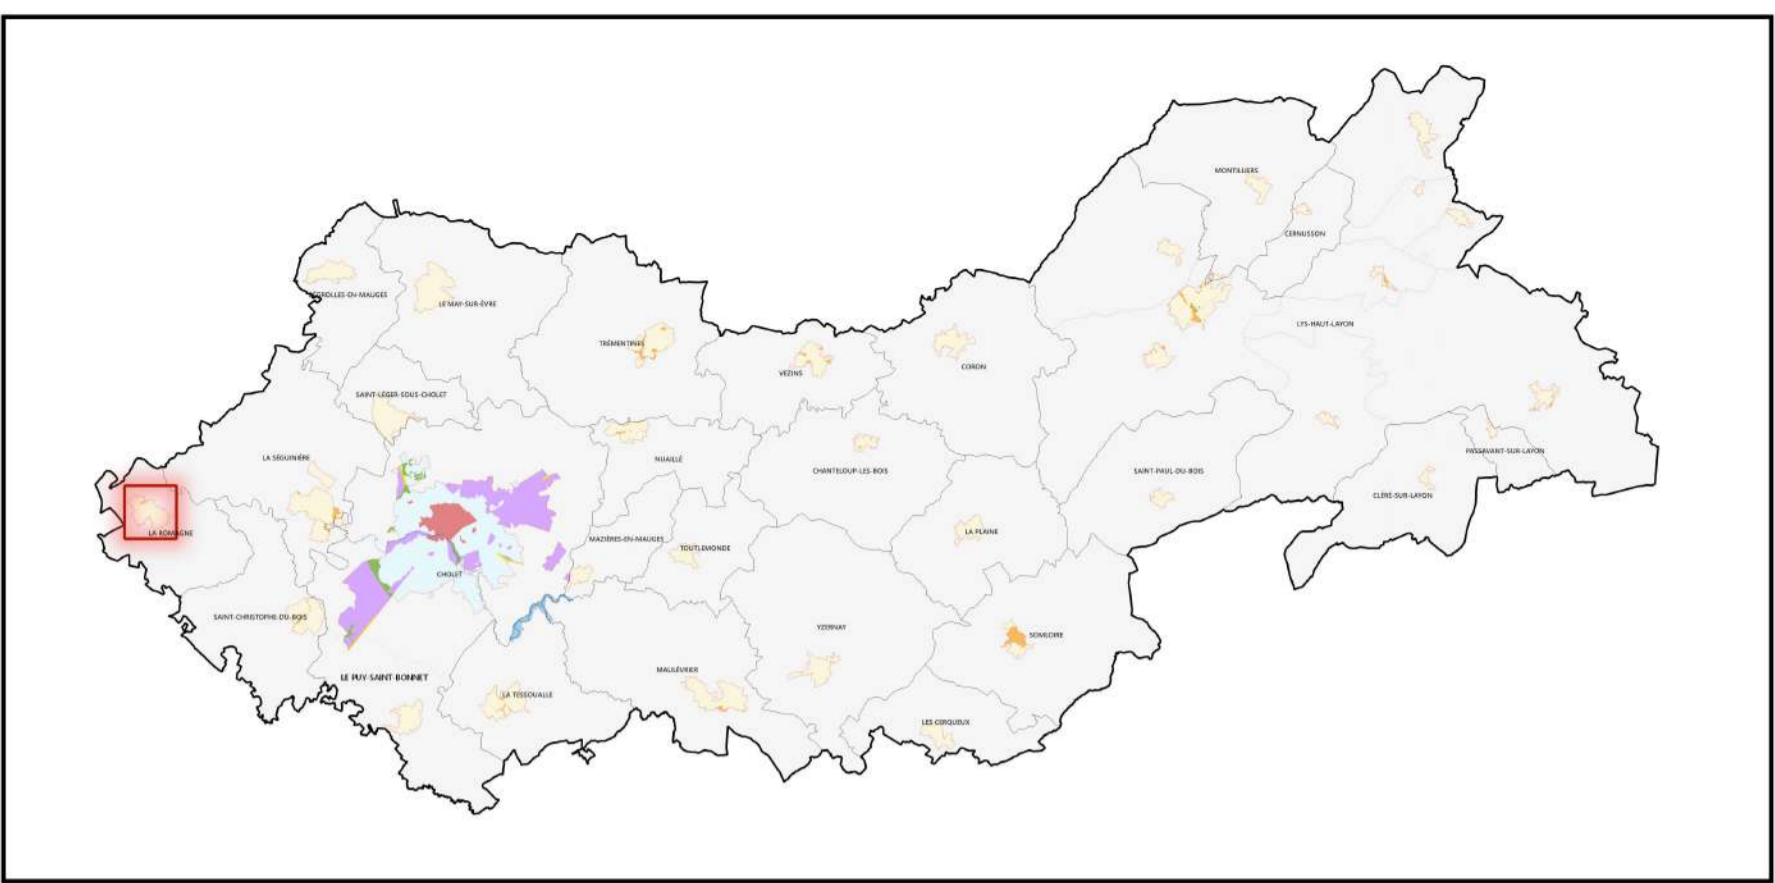 MONTILLIERS
CERNUSSON
BÉGROLLES-EN-MAUGES
LE MAY-SUR-ÈVRE
LYS-HAUT-LAYON
TRÉMENTINES
VEZINS
CORON
SAINT-LÉGER-SOUS-CHOLET
PASSAVANT-SUR-LAYON
LA SÉGUINIÈRE
NUAILLÉ
CHANTELOUP-LES-BOIS
SAINT-PAUL-DU-BOIS
CLÉRÉ-SUR-LAYON
LA ROMAGNE
MAZIÈRES-EN-MAUGES
LA PLAINE
TOUTLEMONDE
CHOLET
SAINT-CHRISTOPHE-DU-BOIS
YZERNAY
SOMLOIRE
LE PUY-SAINT-BONNET
MAULÉVRIER
LA TESSOUALLE
LES CERQUEUX